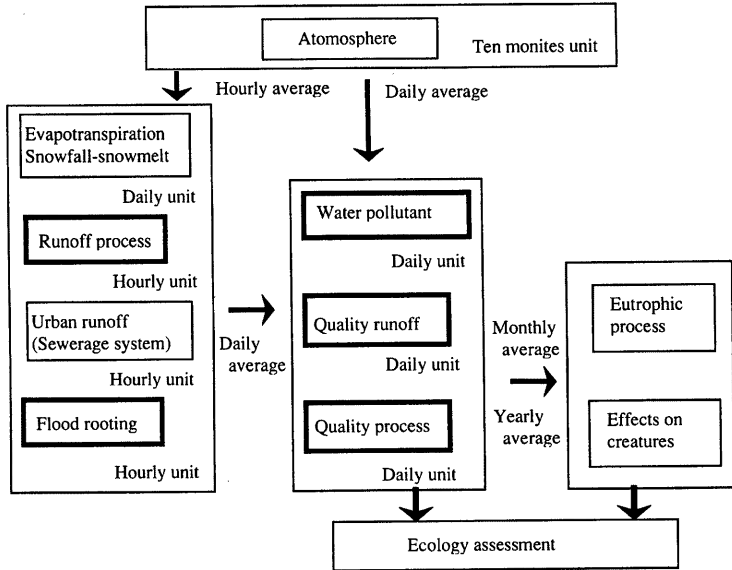 Atomosphere
Ten monites unit
Hourly average
Daily average
Evapotranspiration
Snowfall-snowmelt
Daily unit
Runoff process
Hourly unit
Urban runoff
(Sewerage system)
Hourly unit
Flood rooting
Hourly unit
Daily
average
Water pollutant
Daily unit
Quality runoff
Daily unit
Quality process
Daily unit
Monthly
average
Yearly
average
Eutrophic
process
Effects on
creatures
Ecology assessment